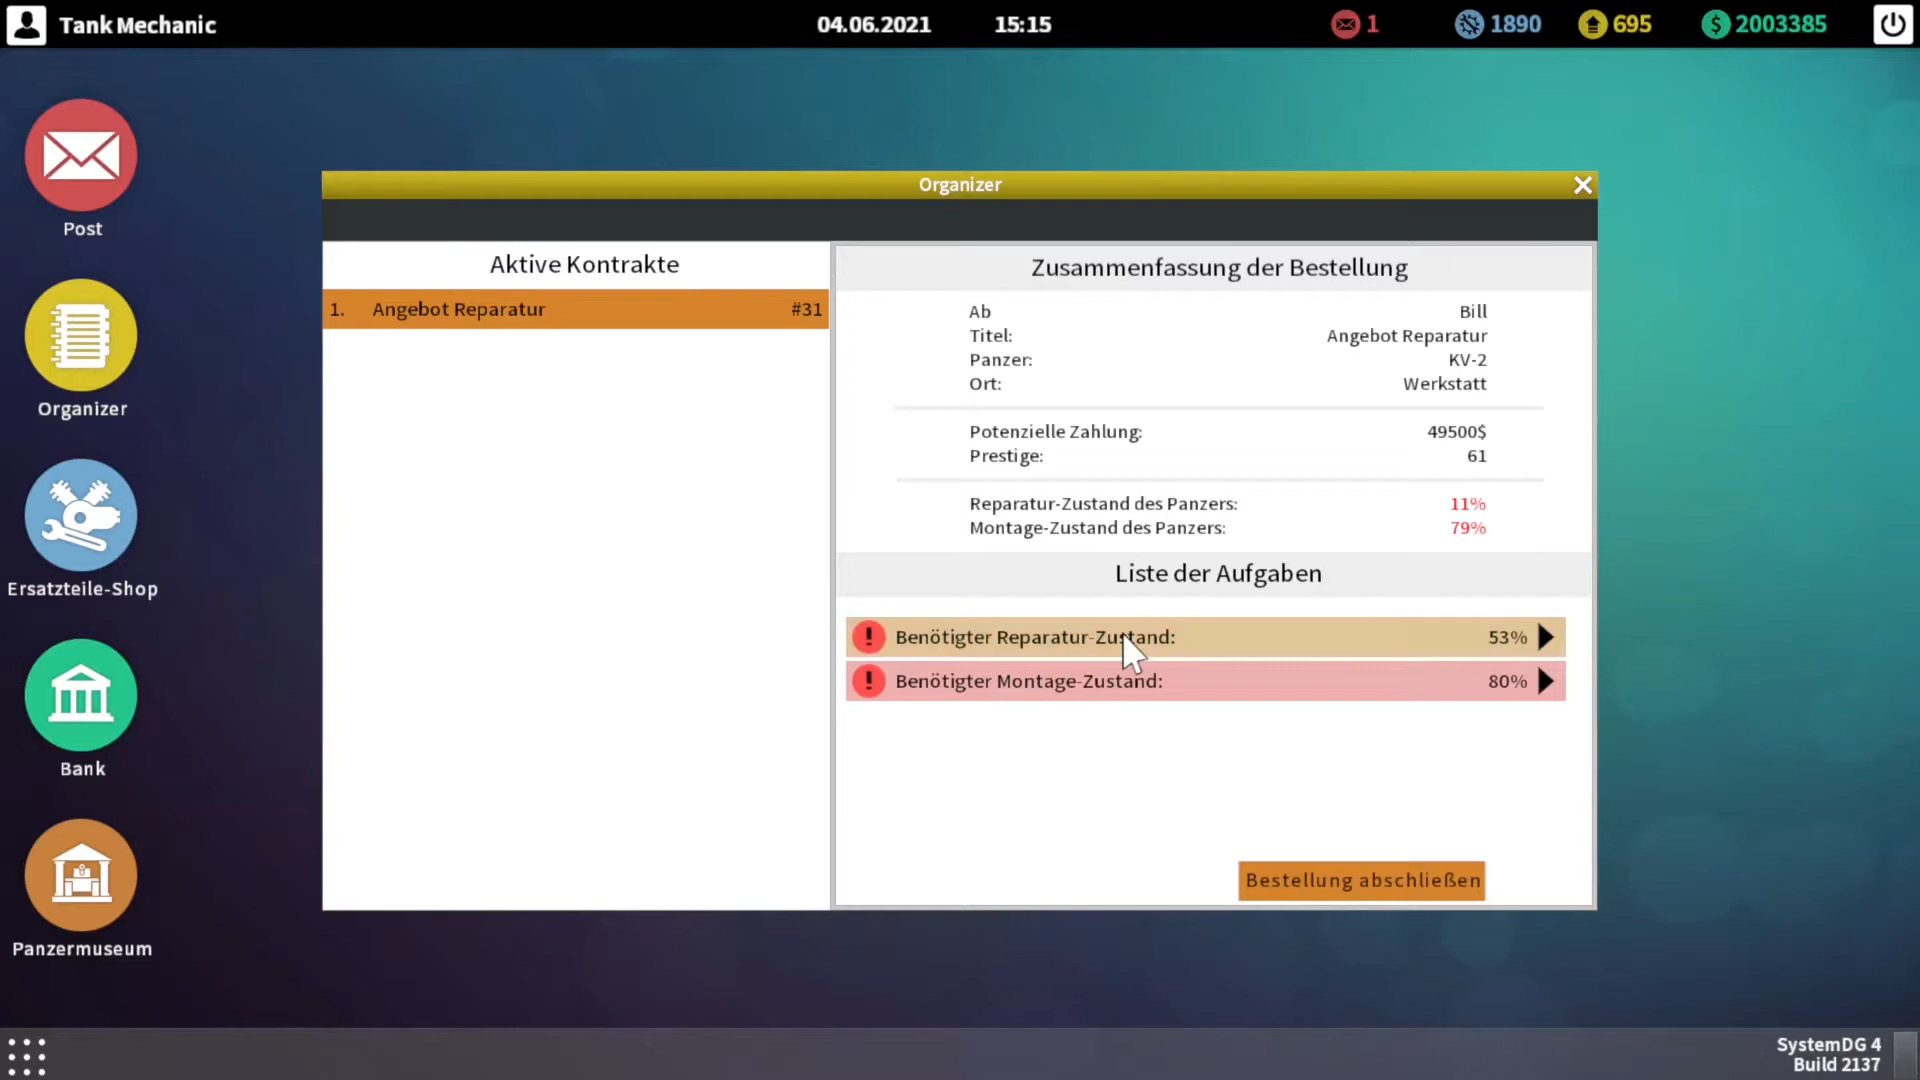 Tank Mechanic 04.06.2021 15:15 1 1890 695 2003385
Post
Organizer
Ersatzteile-Shop
Bank
Panzermuseum
Organizer
Aktive Kontrakte
1. Angebot Reparatur #31
Zusammenfassung der Bestellung
Ab Bill
Titel: Angebot Reparatur
Panzer: KV-2
Ort: Werkstatt
Potenzielle Zahlung: 49500$
Prestige: 61
Reparatur-Zustand des Panzers: 11%
Montage-Zustand des Panzers: 79%
Liste der Aufgaben
Benötigter Reparatur-Zustand: 53%
Benötigter Montage-Zustand: 80%
Bestellung abschließen
SystemDG 4
Build 2137